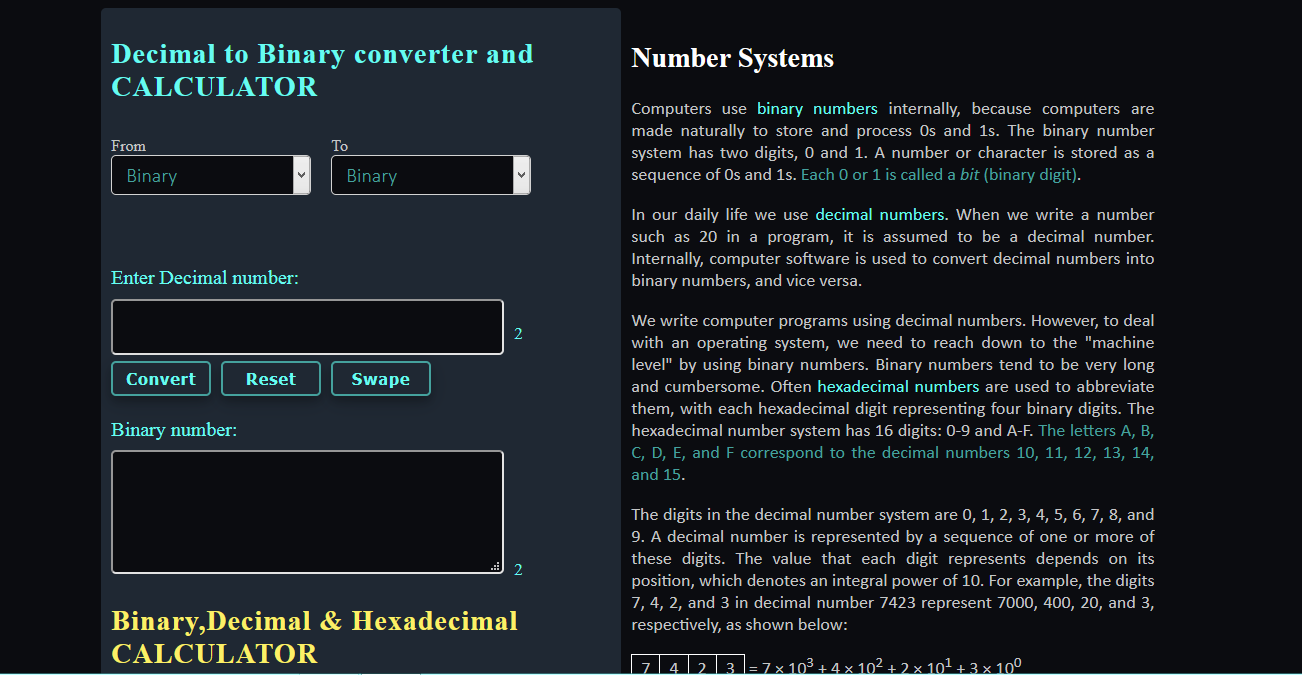 Decimal to Binary converter and
CALCULATOR
From
To
Binary
Binary
Enter Decimal number:
2
Convert
Reset
Swape
Binary number:
2
Binary,Decimal & Hexadecimal
CALCULATOR
Number Systems
Computers use binary numbers internally, because computers are
made naturally to store and process 0s and 1s. The binary number
system has two digits, 0 and 1. A number or character is stored as a
sequence of 0s and 1s. Each 0 or 1 is called a bit (binary digit).
In our daily life we use decimal numbers. When we write a number
such as 20 in a program, it is assumed to be a decimal number.
Internally, computer software is used to convert decimal numbers into
binary numbers, and vice versa.
We write computer programs using decimal numbers. However, to deal
with an operating system, we need to reach down to the "machine
level" by using binary numbers. Binary numbers tend to be very long
and cumbersome. Often hexadecimal numbers are used to abbreviate
them, with each hexadecimal digit representing four binary digits. The
hexadecimal number system has 16 digits: 0-9 and A-F. The letters A, B,
C, D, E, and F correspond to the decimal numbers 10, 11, 12, 13, 14,
and 15.
The digits in the decimal number system are 0, 1, 2, 3, 4, 5, 6, 7, 8, and
9. A decimal number is represented by a sequence of one or more of
these digits. The value that each digit represents depends on its
position, which denotes an integral power of 10. For example, the digits
7, 4, 2, and 3 in decimal number 7423 represent 7000, 400, 20, and 3,
respectively, as shown below:
7 4 2 3 = 7 × 10³ + 4 × 10² + 2 × 10¹ + 3 × 10⁰